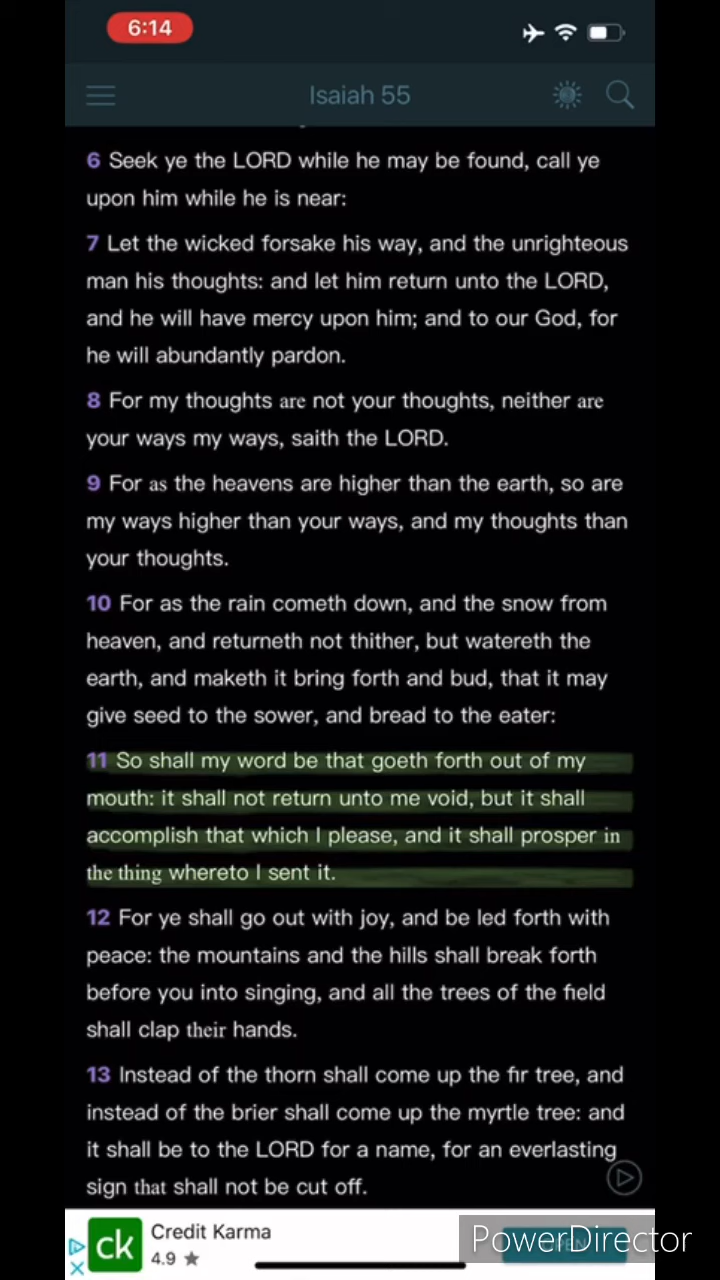 6:14
Isaiah 55
6 Seek ye the LORD while he may be found, call ye
upon him while he is near:
7 Let the wicked forsake his way, and the unrighteous
man his thoughts: and let him return unto the LORD,
and he will have mercy upon him; and to our God, for
he will abundantly pardon.
8 For my thoughts are not your thoughts, neither are
your ways my ways, saith the LORD.
9 For as the heavens are higher than the earth, so are
my ways higher than your ways, and my thoughts than
your thoughts.
10 For as the rain cometh down, and the snow from
heaven, and returneth not thither, but watereth the
earth, and maketh it bring forth and bud, that it may
give seed to the sower, and bread to the eater:
11 So shall my word be that goeth forth out of my
mouth: it shall not return unto me void, but it shall
accomplish that which I please, and it shall prosper in
the thing whereto I sent it.
12 For ye shall go out with joy, and be led forth with
peace: the mountains and the hills shall break forth
before you into singing, and all the trees of the field
shall clap their hands.
13 Instead of the thorn shall come up the fir tree, and
instead of the brier shall come up the myrtle tree: and
it shall be to the LORD for a name, for an everlasting
sign that shall not be cut off.
ck
Credit Karma
4.9 ★
PowerDirector